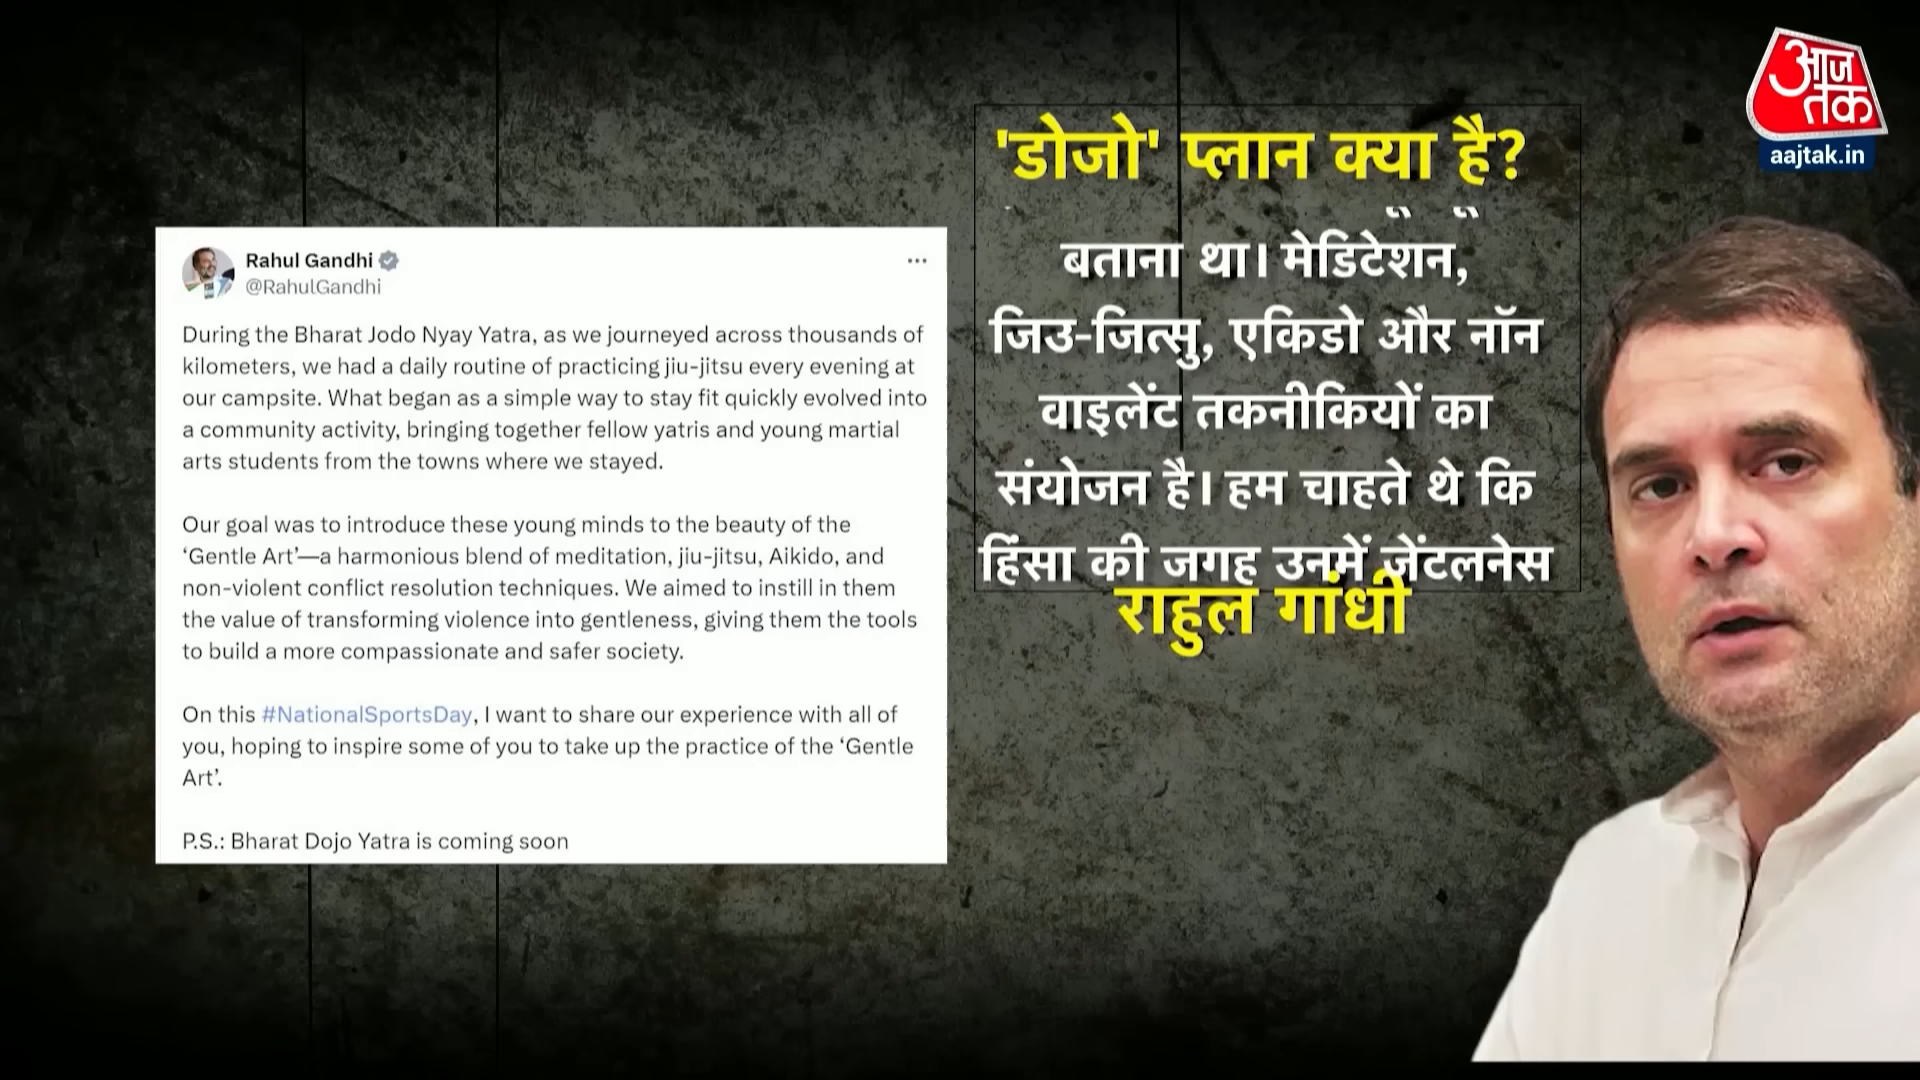 आज
तक
aajtak.in
Rahul Gandhi
@RahulGandhi
During the Bharat Jodo Nyay Yatra, as we journeyed across thousands of
kilometers, we had a daily routine of practicing jiu-jitsu every evening at
our campsite. What began as a simple way to stay fit quickly evolved into
a community activity, bringing together fellow yatris and young martial
arts students from the towns where we stayed.
Our goal was to introduce these young minds to the beauty of the
‘Gentle Art’—a harmonious blend of meditation, jiu-jitsu, Aikido, and
non-violent conflict resolution techniques. We aimed to instill in them
the value of transforming violence into gentleness, giving them the tools
to build a more compassionate and safer society.
On this #NationalSportsDay, I want to share our experience with all of
you, hoping to inspire some of you to take up the practice of the ‘Gentle
Art’.
P.S.: Bharat Dojo Yatra is coming soon
'डोजो' प्लान क्या है?
बताना था। मेडिटेशन,
जिउ-जित्सु, एकिडो और नॉन
वाइलेंट तकनीकियों का
संयोजन है। हम चाहते थे कि
हिंसा की जगह उनमें जेंटलनेस
राहुल गांधी